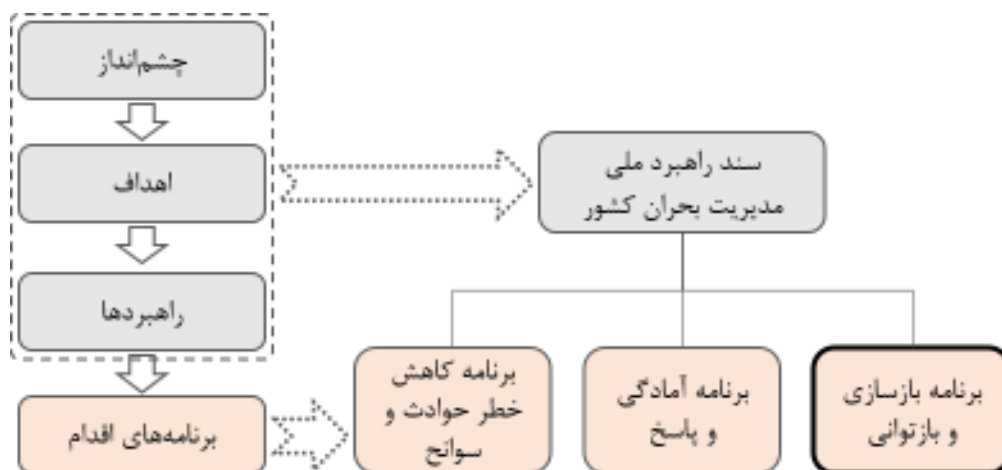 چشم‌انداز
اهداف
راهبردها
برنامه‌های اقدام
سند راهبرد ملی
مدیریت بحران کشور
برنامه بازسازی
و بازتوانی
برنامه آمادگی
و پاسخ
برنامه کاهش
خطر حوادث و
سوانح